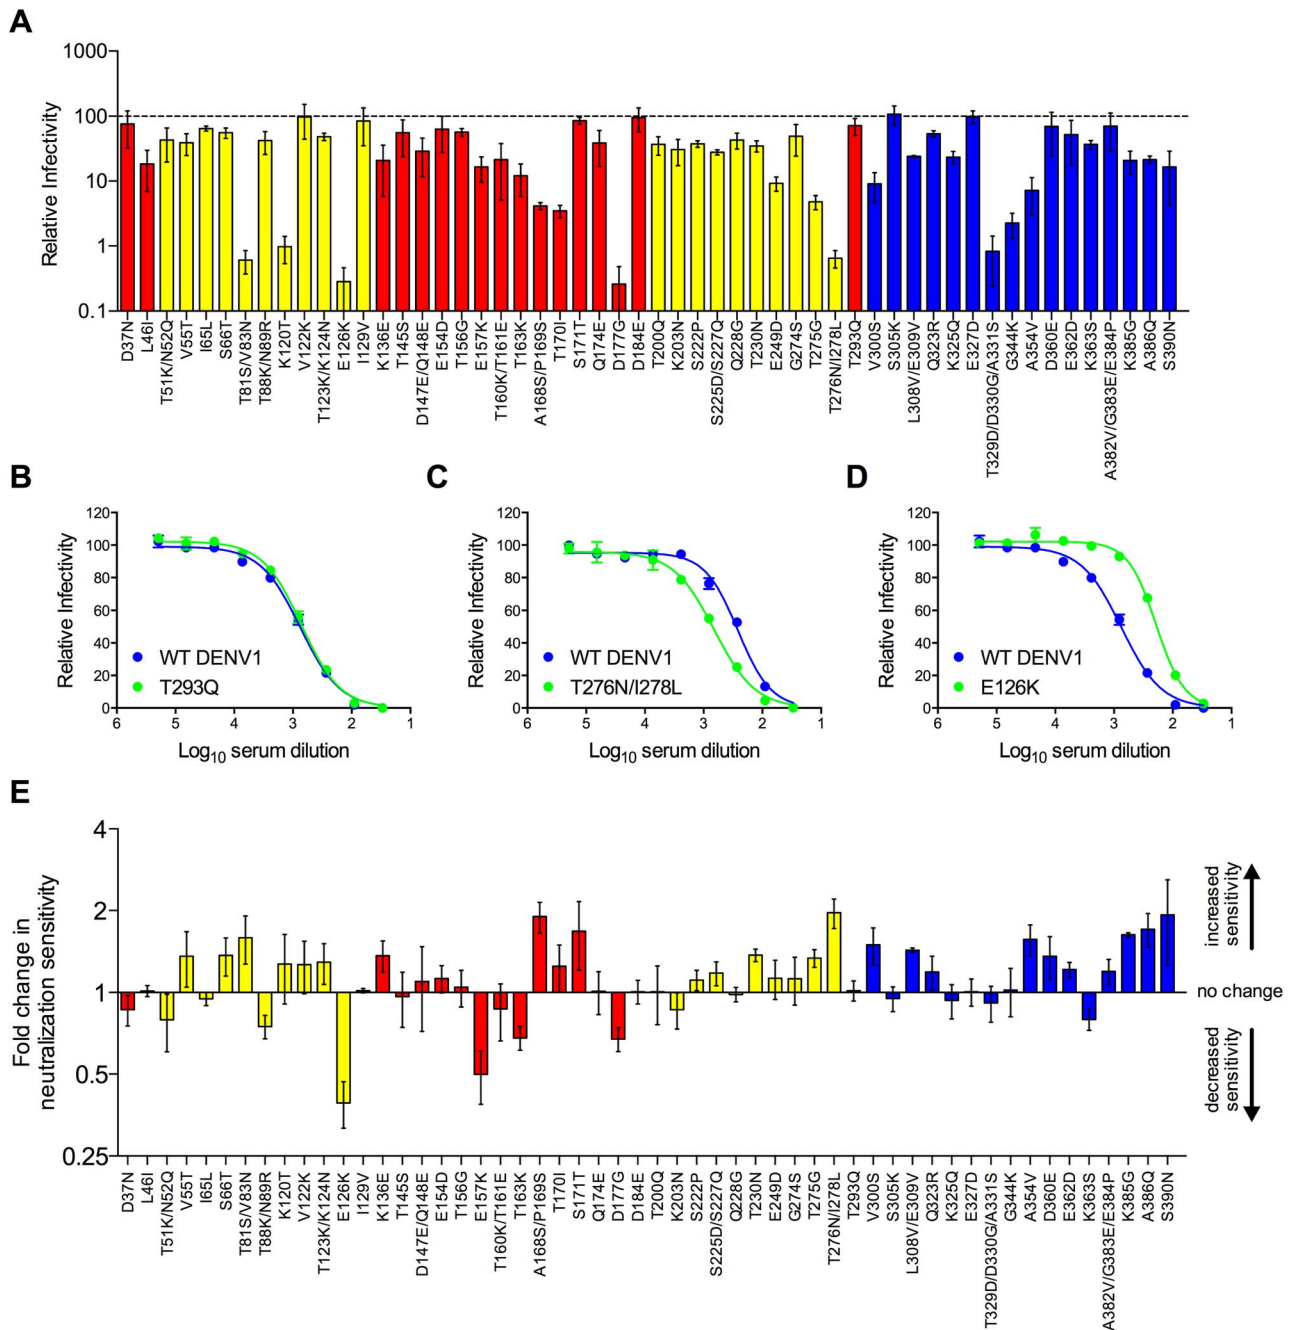 A
1000
100
10
1
0.1
Relative Infectivity
D37N
L46I
T51K/N52Q
V55T
I65L
S66T
T81S/V83N
T88K/N89R
K120T
V122K
T123K/K124N
E126K
I129V
K136E
T145S
D147E/Q148E
E154D
T156G
E157K
T160K/T161E
T163K
A168S/P169S
T170I
S171T
Q174E
D177G
D184E
T200Q
K203N
S222P
S225D/S227Q
Q228G
T230N
E249D
G274S
T275G
T276N/I278L
T293Q
V300S
S305K
L308V/E309V
Q323R
K325Q
E327D
T329D/D330G/A331S
G344K
A354V
D360E
E362D
K363S
A382V/G383E/E384P
K385G
A386Q
S390N
B
120
100
80
60
40
20
0
Relative Infectivity
WT DENV1
T293Q
6 5 4 3 2 1
Log10 serum dilution
C
120
100
80
60
40
20
0
Relative Infectivity
WT DENV1
T276N/I278L
6 5 4 3 2 1
Log10 serum dilution
D
120
100
80
60
40
20
0
Relative Infectivity
WT DENV1
E126K
6 5 4 3 2 1
Log10 serum dilution
E
4
2
1
0.5
0.25
Fold change in
neutralization sensitivity
increased
sensitivity
no change
decreased
sensitivity
D37N
L46I
T51K/N52Q
V55T
I65L
S66T
T81S/V83N
T88K/N89R
K120T
V122K
T123K/K124N
E126K
I129V
K136E
T145S
D147E/Q148E
E154D
T156G
E157K
T160K/T161E
T163K
A168S/P169S
T170I
S171T
Q174E
D177G
D184E
T200Q
K203N
S222P
S225D/S227Q
Q228G
T230N
E249D
G274S
T275G
T276N/I278L
T293Q
V300S
S305K
L308V/E309V
Q323R
K325Q
E327D
T329D/D330G/A331S
G344K
A354V
D360E
E362D
K363S
A382V/G383E/E384P
K385G
A386Q
S390N